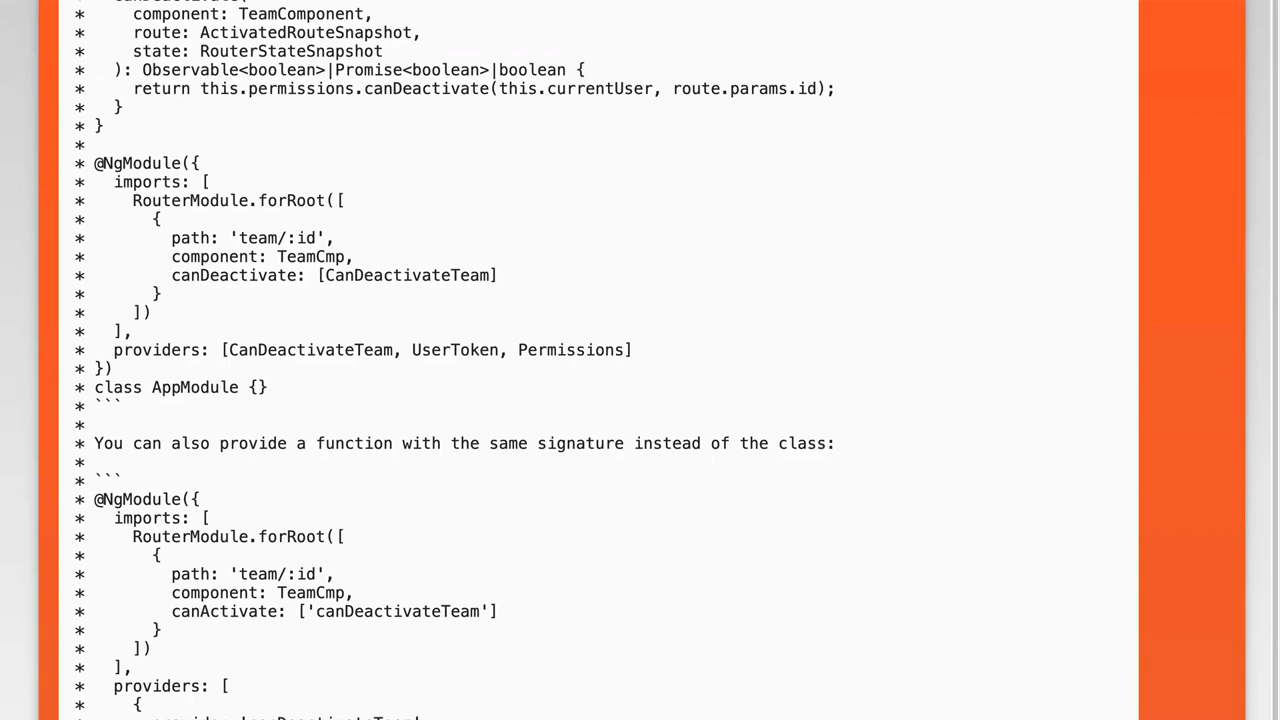 *     component: TeamComponent,
*     route: ActivatedRouteSnapshot,
*     state: RouterStateSnapshot
*   ): Observable<boolean>|Promise<boolean>|boolean {
*     return this.permissions.canDeactivate(this.currentUser, route.params.id);
*   }
* }
*
* @NgModule({
*   imports: [
*     RouterModule.forRoot([
*       {
*         path: 'team/:id',
*         component: TeamCmp,
*         canDeactivate: [CanDeactivateTeam]
*       }
*     ])
*   ],
*   providers: [CanDeactivateTeam, UserToken, Permissions]
* })
* class AppModule {}
* ```
*
* You can also provide a function with the same signature instead of the class:
*
* ```
* @NgModule({
*   imports: [
*     RouterModule.forRoot([
*       {
*         path: 'team/:id',
*         component: TeamCmp,
*         canActivate: ['canDeactivateTeam']
*       }
*     ])
*   ],
*   providers: [
*     {